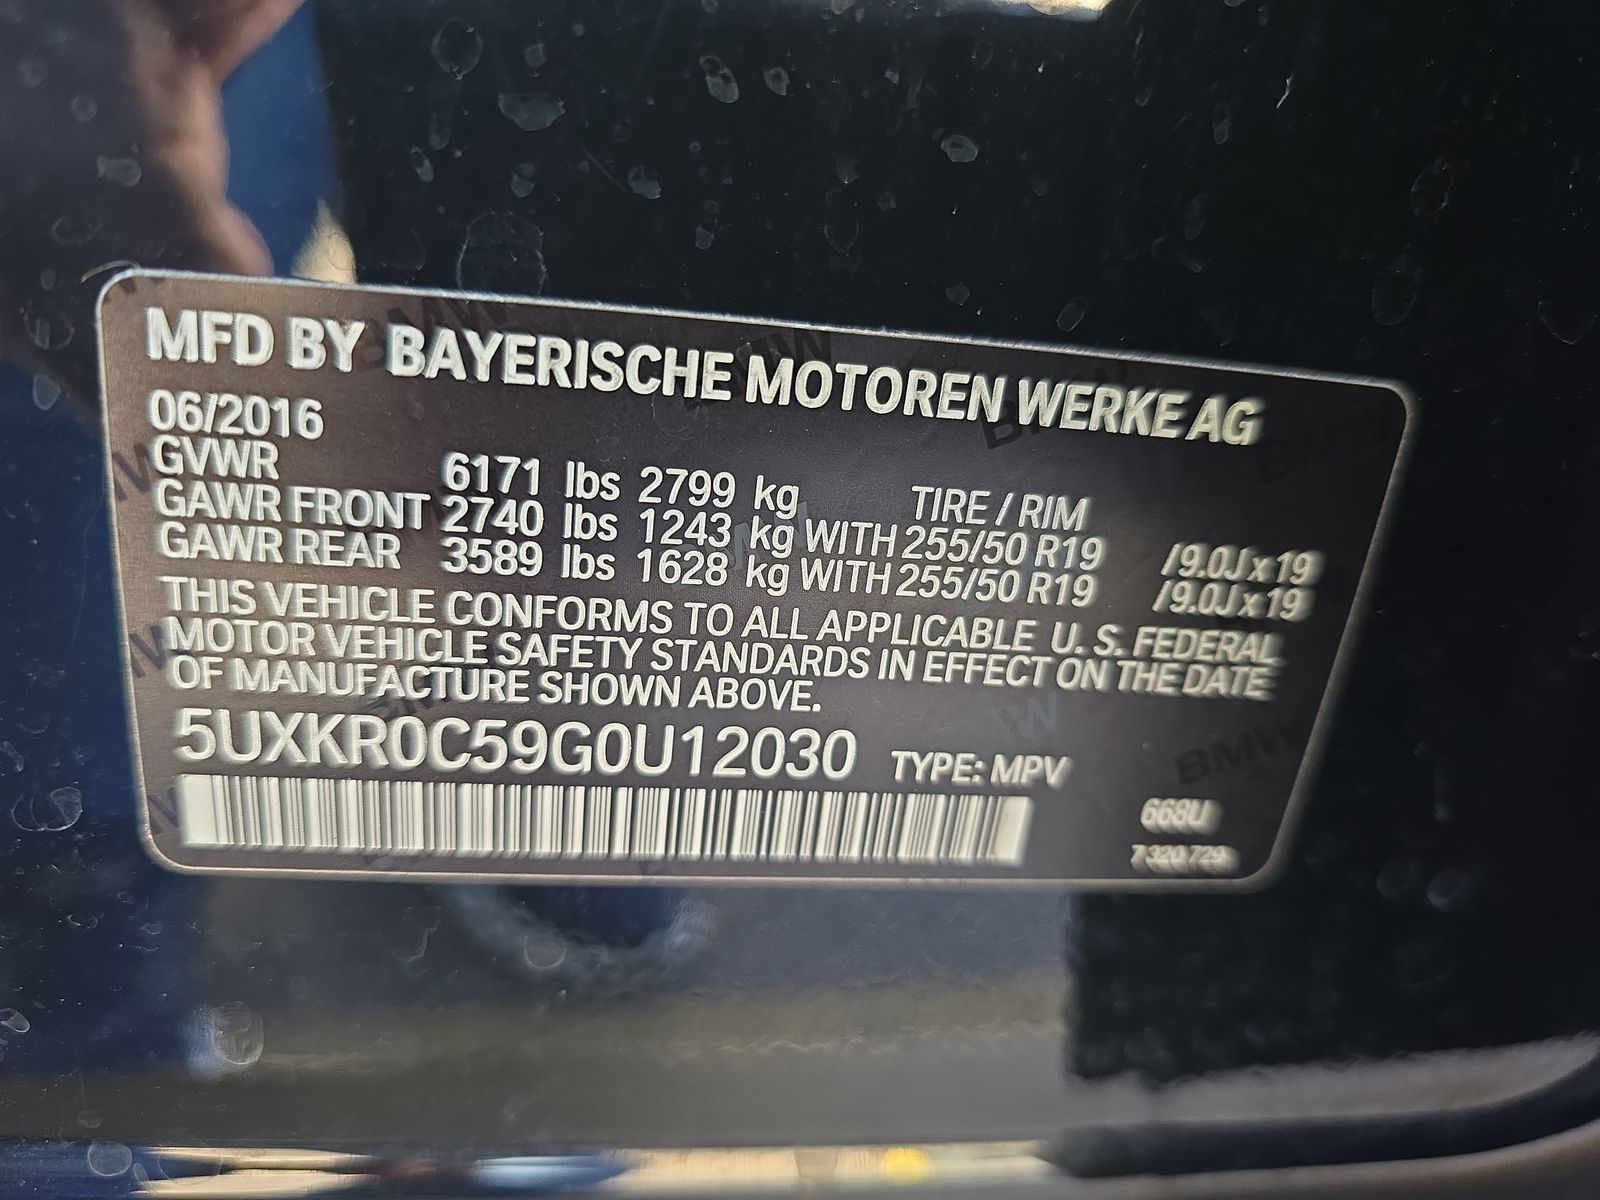 MFD BY BAYERISCHE MOTOREN WERKE AG
06/2016
GVWR 6171 lbs 2799 kg TIRE / RIM
GAWR FRONT 2740 lbs 1243 kg WITH 255/50 R19 /9.0J x 19
GAWR REAR 3589 lbs 1628 kg WITH 255/50 R19 /9.0J x 19
THIS VEHICLE CONFORMS TO ALL APPLICABLE U. S. FEDERAL
MOTOR VEHICLE SAFETY STANDARDS IN EFFECT ON THE DATE
OF MANUFACTURE SHOWN ABOVE.
5UXKR0C59G0U12030 TYPE: MPV
668U
7 320 729